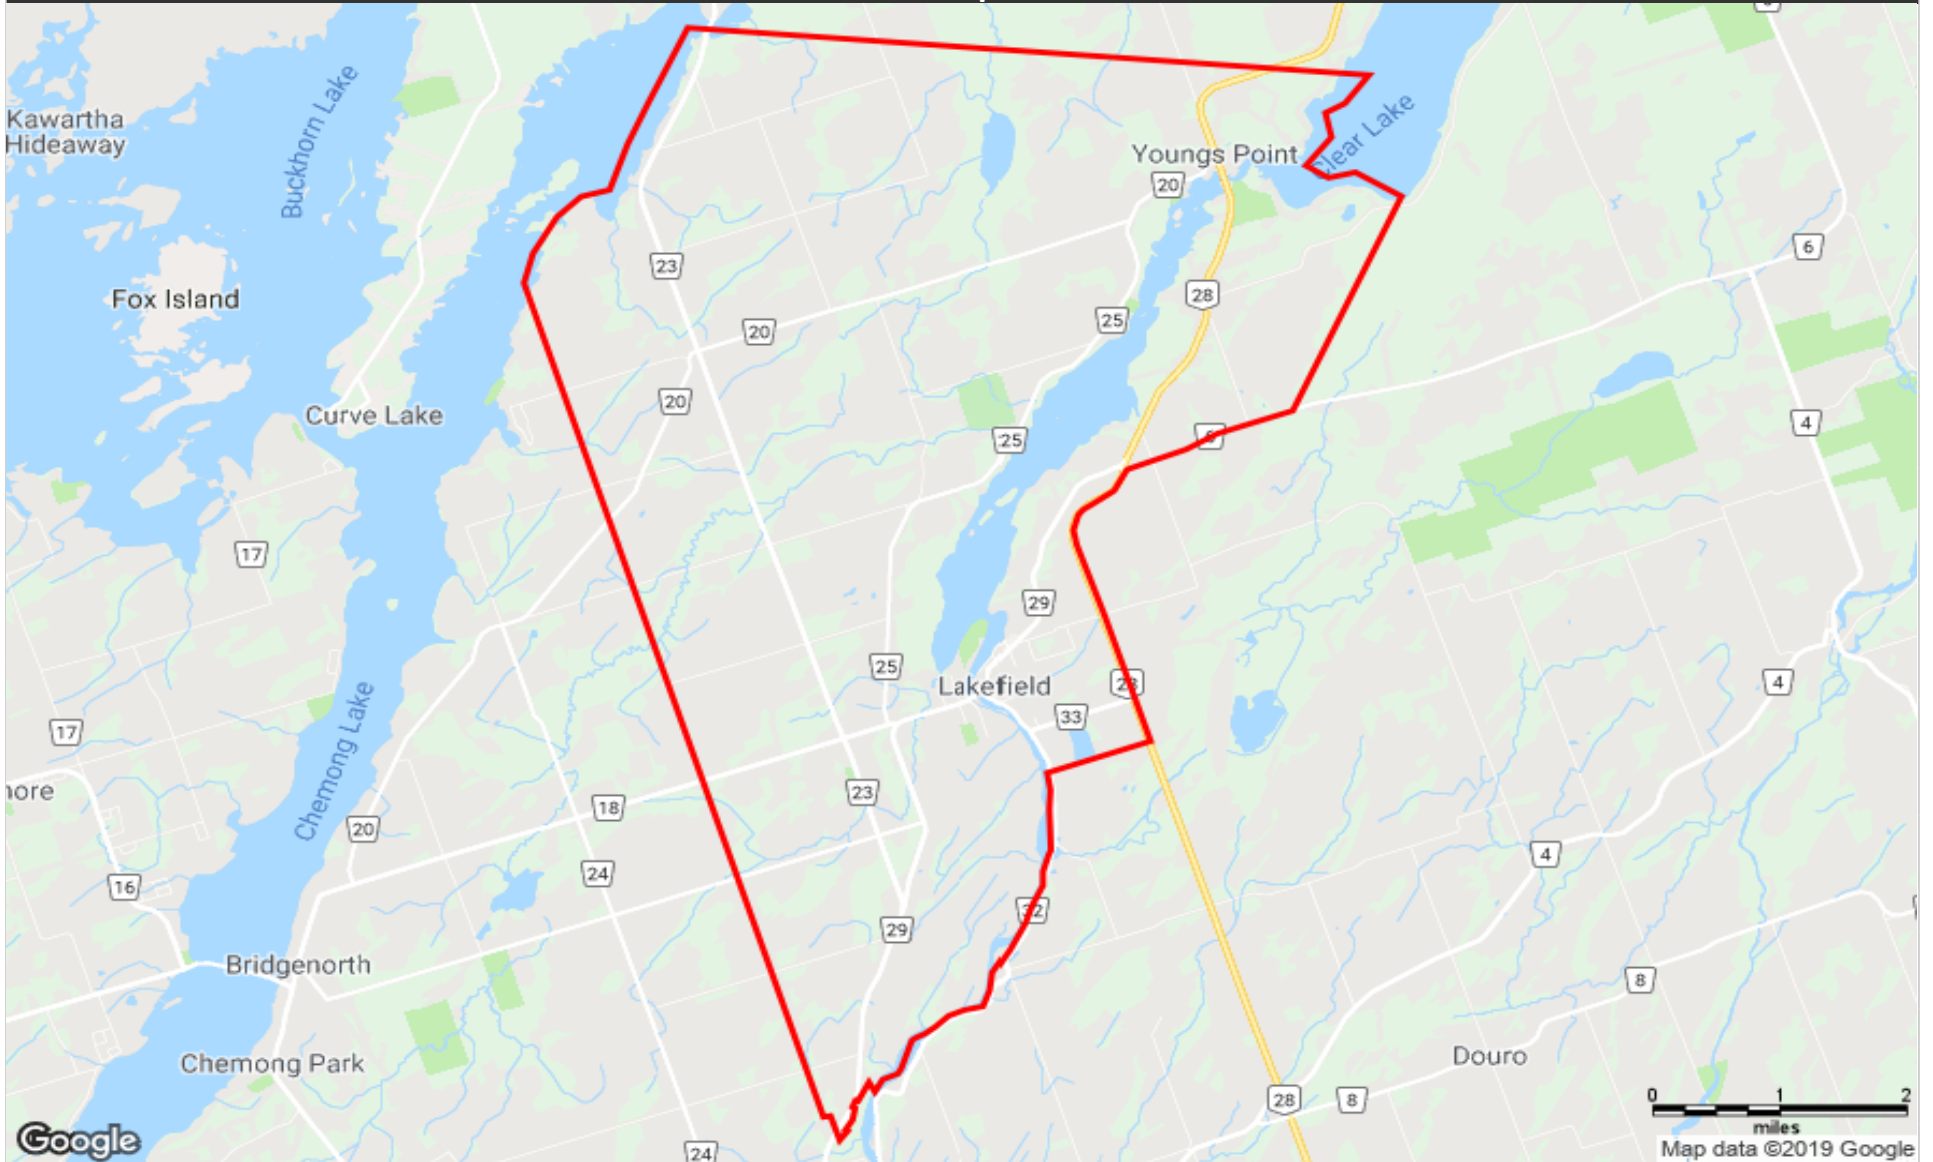 Kawartha
Hideaway
Buckhorn Lake
Clear Lake
Youngs Point
20
6
23
28
Fox Island
20
25
20
Curve Lake
4
25
6
17
29
25
Lakefield
28
4
33
17
Chemong Lake
23
18
20
4
24
16
32
29
Bridgenorth
8
Chemong Park
Douro
28
8
0 1 2
miles
Google
24
Map data ©2019 Google